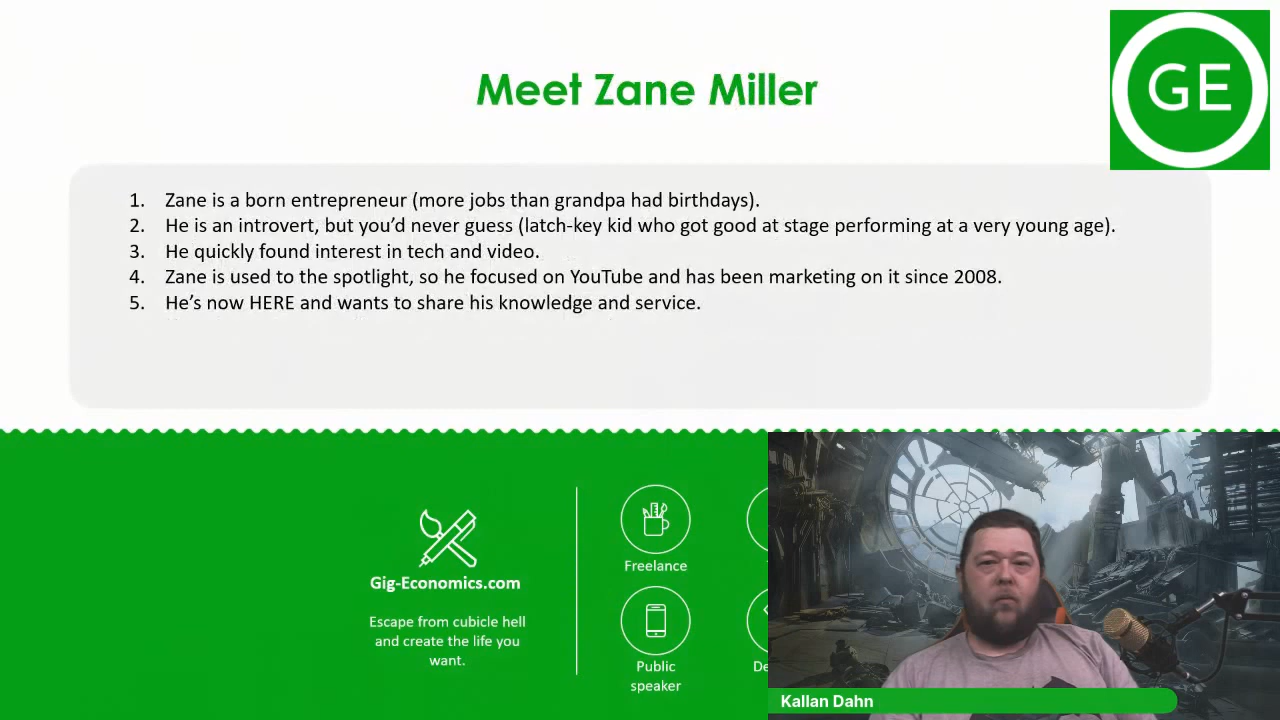 Meet Zane Miller
GE
1. Zane is a born entrepreneur (more jobs than grandpa had birthdays).
2. He is an introvert, but you’d never guess (latch-key kid who got good at stage performing at a very young age).
3. He quickly found interest in tech and video.
4. Zane is used to the spotlight, so he focused on YouTube and has been marketing on it since 2008.
5. He’s now HERE and wants to share his knowledge and service.
Gig-Economics.com
Escape from cubicle hell
and create the life you
want.
Freelance
Public
speaker
Kallan Dahn